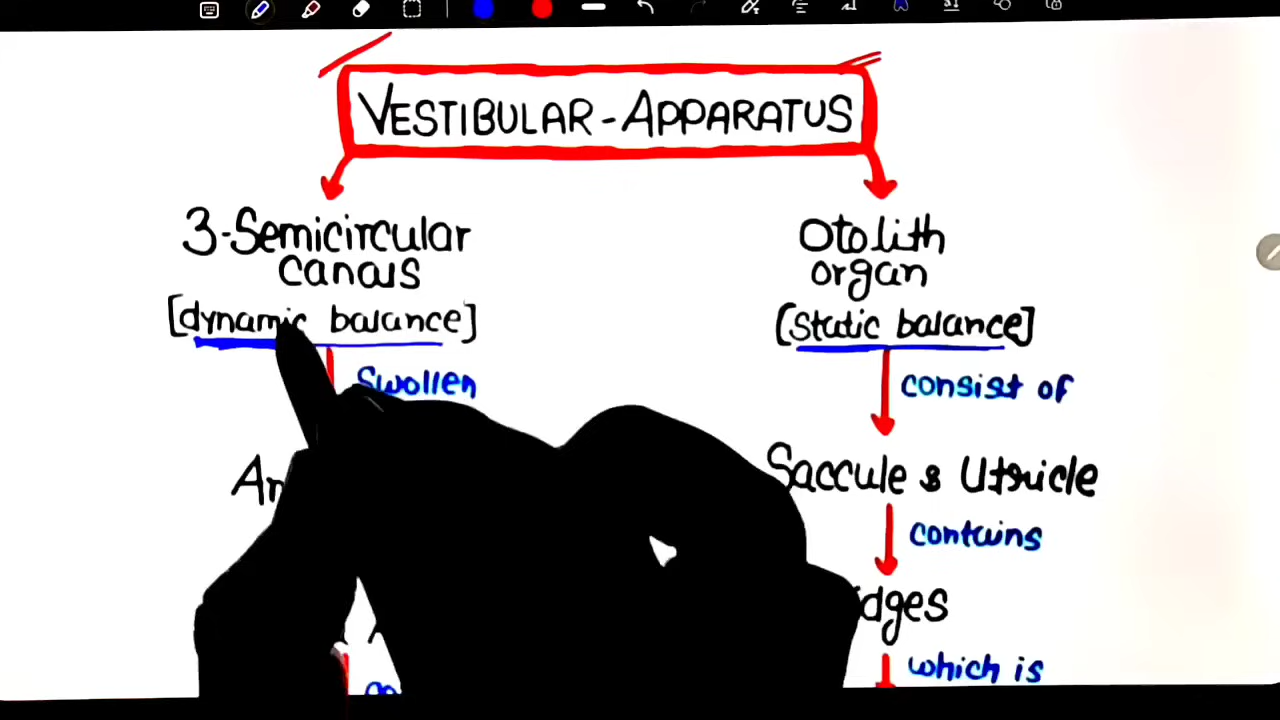 VESTIBULAR-APPARATUS
3-Semicircular
canals
[dynamic balance]
Swollen
Otolith
organ
[static balance]
consist of
Saccule & Utricle
contains
which is